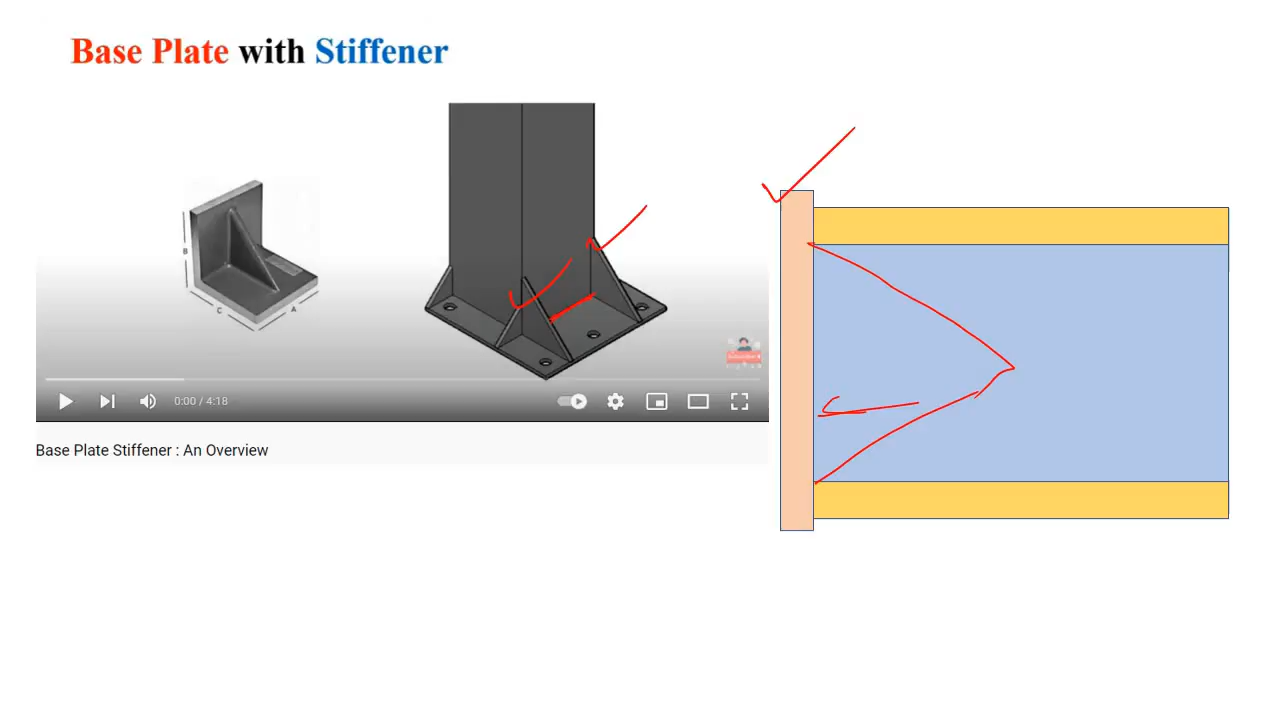 Base Plate with Stiffener
B
C
A
0:00 / 4:18
Base Plate Stiffener : An Overview